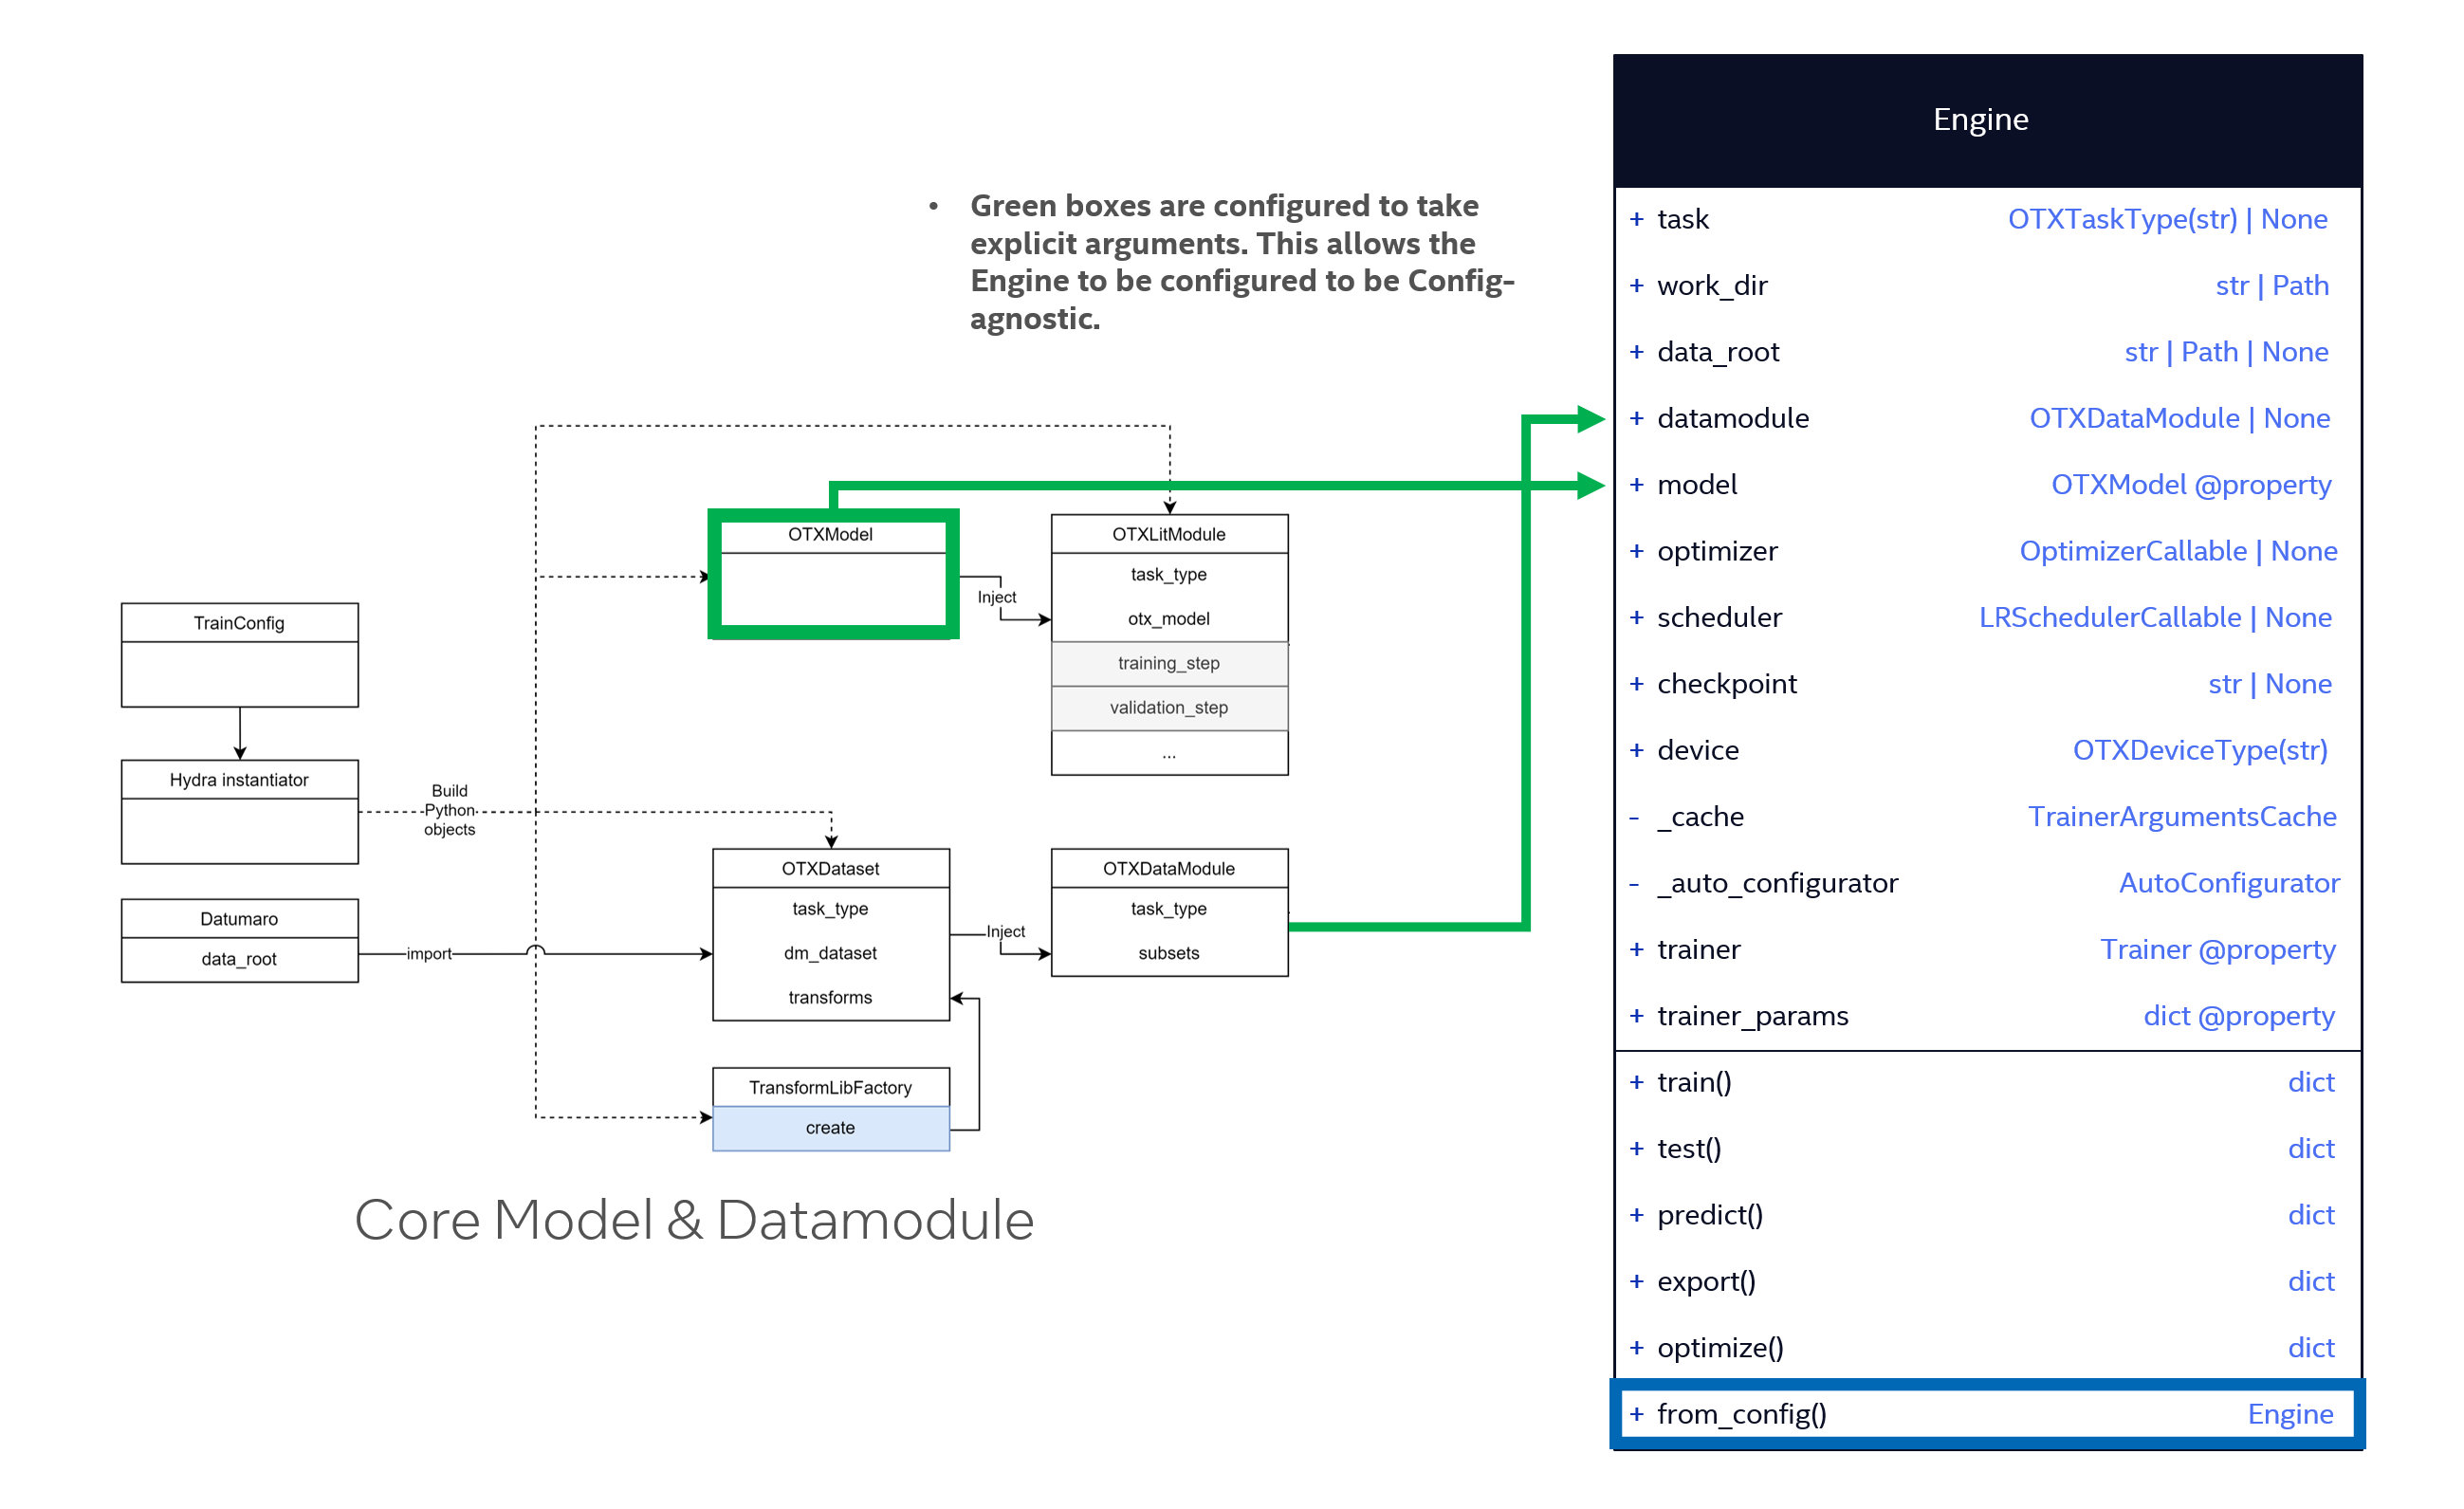 • Green boxes are configured to take
explicit arguments. This allows the
Engine to be configured to be Config-
agnostic.
TrainConfig
Hydra instantiator
Build
Python
objects
Datumaro
data_root
import
OTXModel
Inject
OTXLitModule
task_type
otx_model
training_step
validation_step
...
OTXDataset
task_type
dm_dataset
transforms
Inject
OTXDataModule
task_type
subsets
TransformLibFactory
create
Core Model & Datamodule
Engine
+ task OTXTaskType(str) | None
+ work_dir str | Path
+ data_root str | Path | None
+ datamodule OTXDataModule | None
+ model OTXModel @property
+ optimizer OptimizerCallable | None
+ scheduler LRSchedulerCallable | None
+ checkpoint str | None
+ device OTXDeviceType(str)
- _cache TrainerArgumentsCache
- _auto_configurator AutoConfigurator
+ trainer Trainer @property
+ trainer_params dict @property
+ train() dict
+ test() dict
+ predict() dict
+ export() dict
+ optimize() dict
+ from_config() Engine